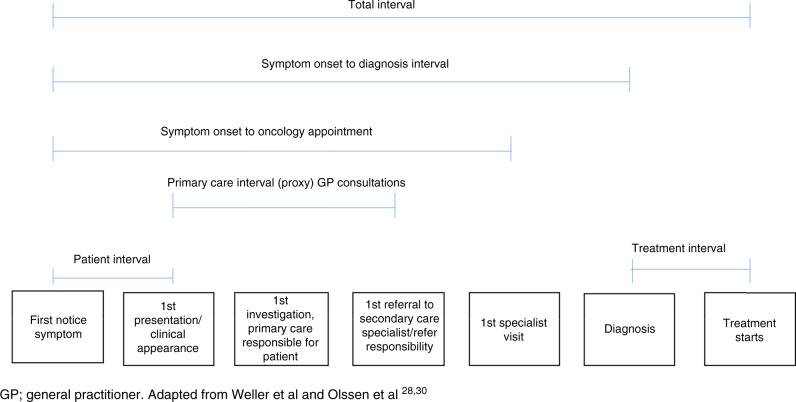 Total interval
Symptom onset to diagnosis interval
Symptom onset to oncology appointment
Primary care interval (proxy) GP consultations
Patient interval
Treatment interval
First notice
symptom
1st
presentation/
clinical
appearance
1st
investigation,
primary care
responsible for
patient
1st referral to
secondary care
specialist/refer
responsibility
1st specialist
visit
Diagnosis
Treatment
starts
GP; general practitioner. Adapted from Weller et al and Olssen et al 28,30